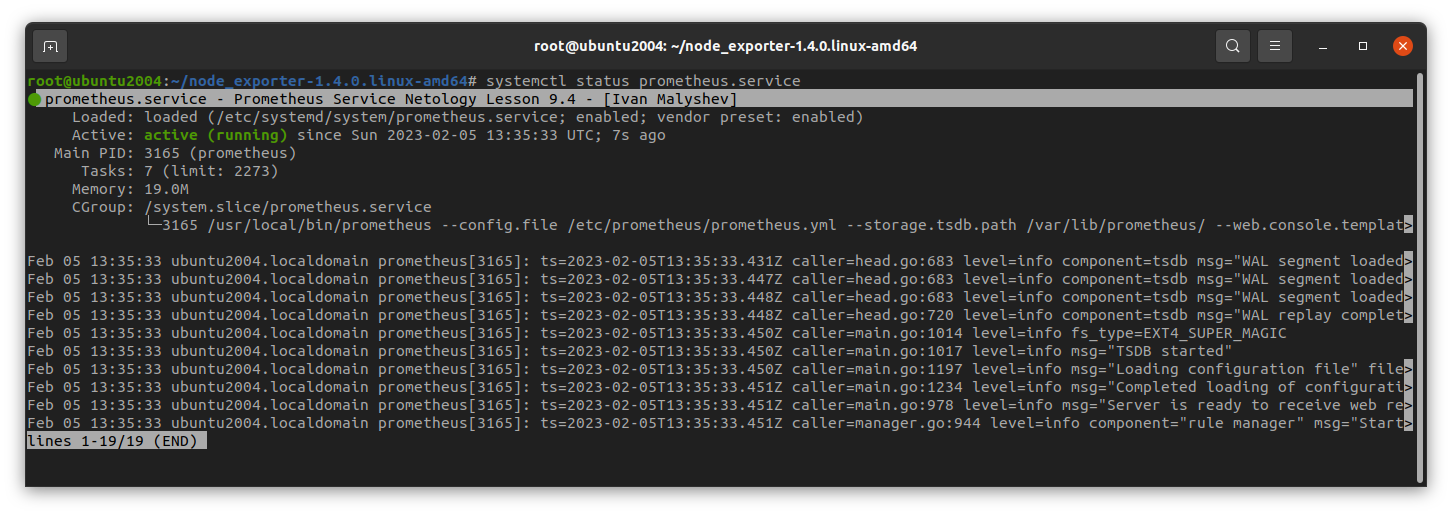 root@ubuntu2004: ~/node_exporter-1.4.0.linux-amd64
root@ubuntu2004:~/node_exporter-1.4.0.linux-amd64# systemctl status prometheus.service
● prometheus.service - Prometheus Service Netology Lesson 9.4 - [Ivan Malyshev]
Loaded: loaded (/etc/systemd/system/prometheus.service; enabled; vendor preset: enabled)
Active: active (running) since Sun 2023-02-05 13:35:33 UTC; 7s ago
Main PID: 3165 (prometheus)
Tasks: 7 (limit: 2273)
Memory: 19.0M
CGroup: /system.slice/prometheus.service
└─3165 /usr/local/bin/prometheus --config.file /etc/prometheus/prometheus.yml --storage.tsdb.path /var/lib/prometheus/ --web.console.templat>
Feb 05 13:35:33 ubuntu2004.localdomain prometheus[3165]: ts=2023-02-05T13:35:33.431Z caller=head.go:683 level=info component=tsdb msg="WAL segment loaded>
Feb 05 13:35:33 ubuntu2004.localdomain prometheus[3165]: ts=2023-02-05T13:35:33.447Z caller=head.go:683 level=info component=tsdb msg="WAL segment loaded>
Feb 05 13:35:33 ubuntu2004.localdomain prometheus[3165]: ts=2023-02-05T13:35:33.448Z caller=head.go:683 level=info component=tsdb msg="WAL segment loaded>
Feb 05 13:35:33 ubuntu2004.localdomain prometheus[3165]: ts=2023-02-05T13:35:33.448Z caller=head.go:720 level=info component=tsdb msg="WAL replay complet>
Feb 05 13:35:33 ubuntu2004.localdomain prometheus[3165]: ts=2023-02-05T13:35:33.450Z caller=main.go:1014 level=info fs_type=EXT4_SUPER_MAGIC
Feb 05 13:35:33 ubuntu2004.localdomain prometheus[3165]: ts=2023-02-05T13:35:33.450Z caller=main.go:1017 level=info msg="TSDB started"
Feb 05 13:35:33 ubuntu2004.localdomain prometheus[3165]: ts=2023-02-05T13:35:33.450Z caller=main.go:1197 level=info msg="Loading configuration file" file>
Feb 05 13:35:33 ubuntu2004.localdomain prometheus[3165]: ts=2023-02-05T13:35:33.451Z caller=main.go:1234 level=info msg="Completed loading of configurati>
Feb 05 13:35:33 ubuntu2004.localdomain prometheus[3165]: ts=2023-02-05T13:35:33.451Z caller=main.go:978 level=info msg="Server is ready to receive web re>
Feb 05 13:35:33 ubuntu2004.localdomain prometheus[3165]: ts=2023-02-05T13:35:33.451Z caller=manager.go:944 level=info component="rule manager" msg="Start>
lines 1-19/19 (END)